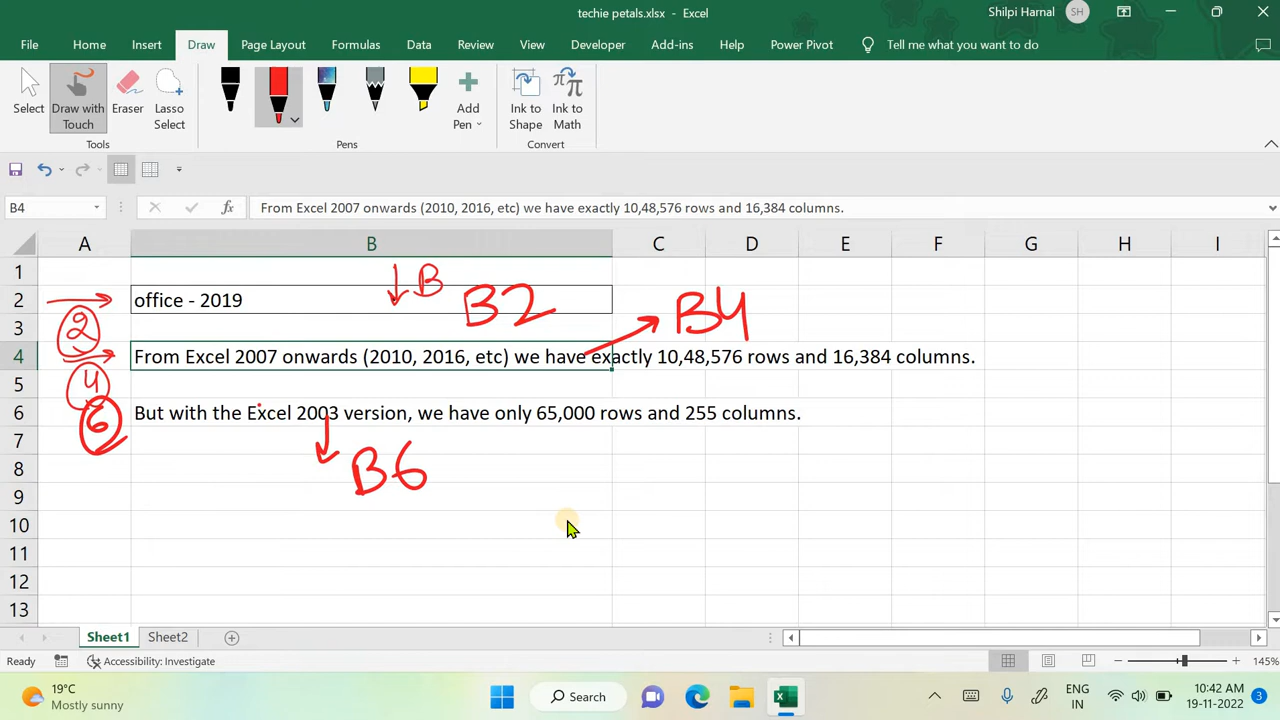 techie petals.xlsx - Excel
Shilpi Harnal SH
File Home Insert Draw Page Layout Formulas Data Review View Developer Add-ins Help Power Pivot Tell me what you want to do
Select Draw with Touch Eraser Lasso Select Add Pen Ink to Shape Ink to Math
Tools Pens Convert
B4 fx From Excel 2007 onwards (2010, 2016, etc) we have exactly 10,48,576 rows and 16,384 columns.
A B C D E F G H I
1
B
2 office - 2019 B2
3 2 B4
4 From Excel 2007 onwards (2010, 2016, etc) we have exactly 10,48,576 rows and 16,384 columns.
5 4
6 6 But with the Excel 2003 version, we have only 65,000 rows and 255 columns.
7
8 B6
9
10
11
12
13
Sheet1 Sheet2
Ready Accessibility: Investigate 145%
19°C
Mostly sunny
Search
ENG
IN
10:42 AM
19-11-2022
3